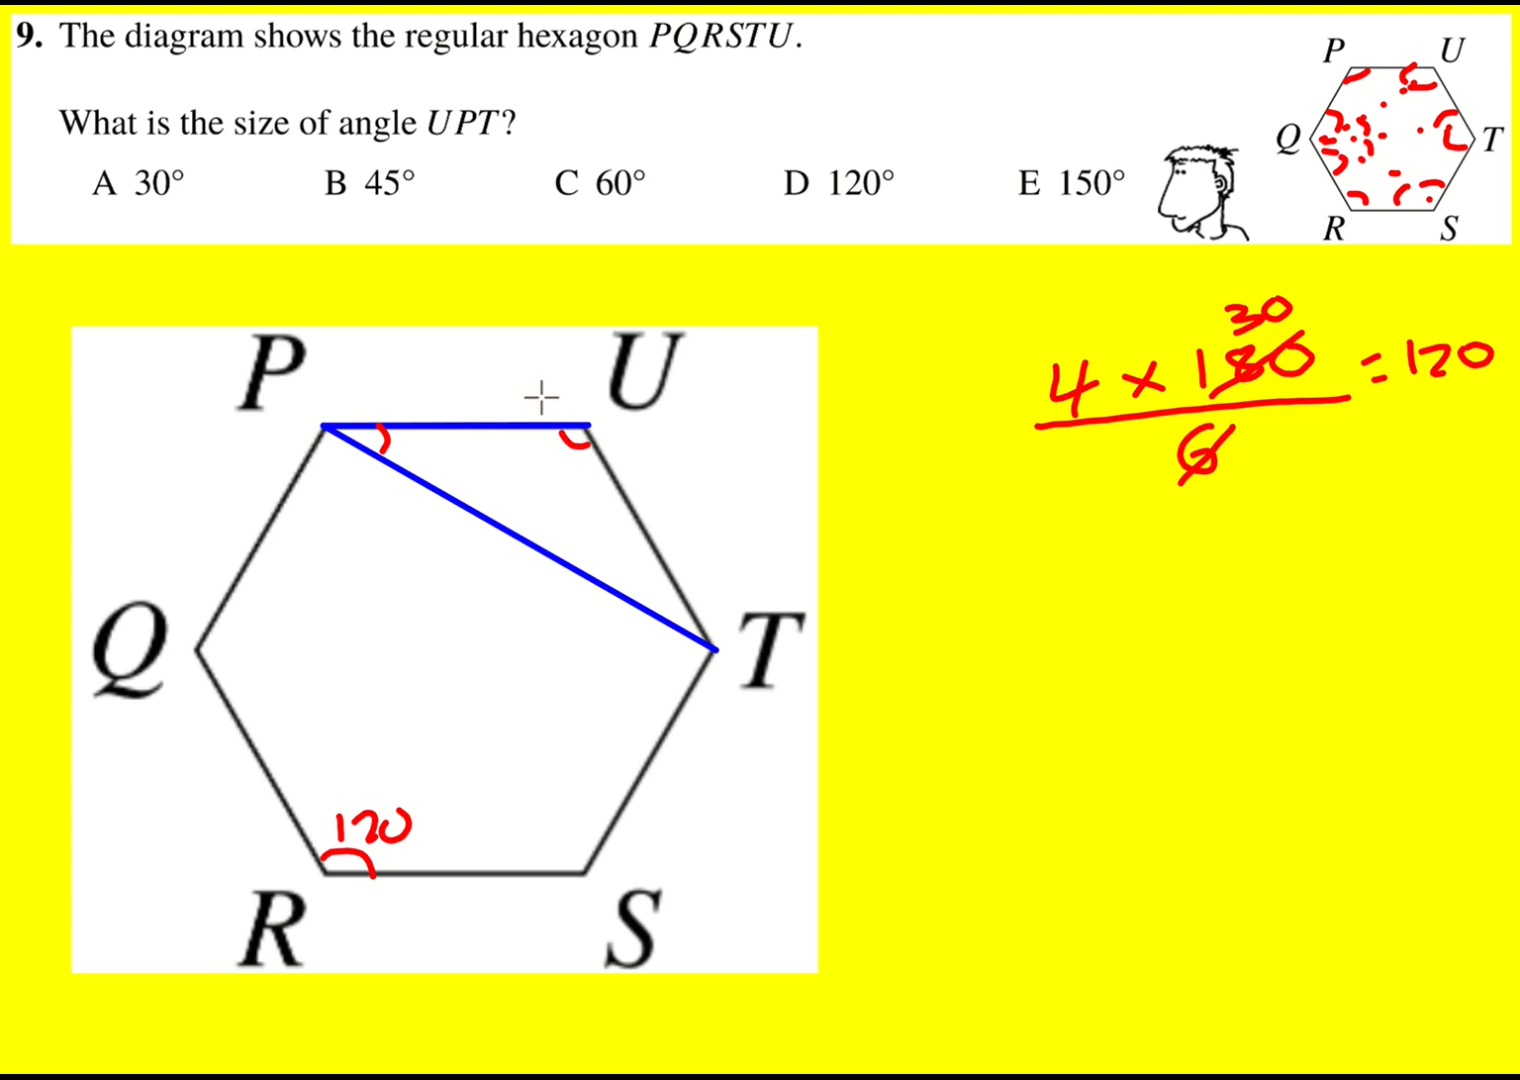 9. The diagram shows the regular hexagon PQRSTU.
What is the size of angle UPT?
A 30° B 45° C 60° D 120° E 150°
P U
Q T
R S
30
4 × 180 = 120
6
P U
Q T
120
R S